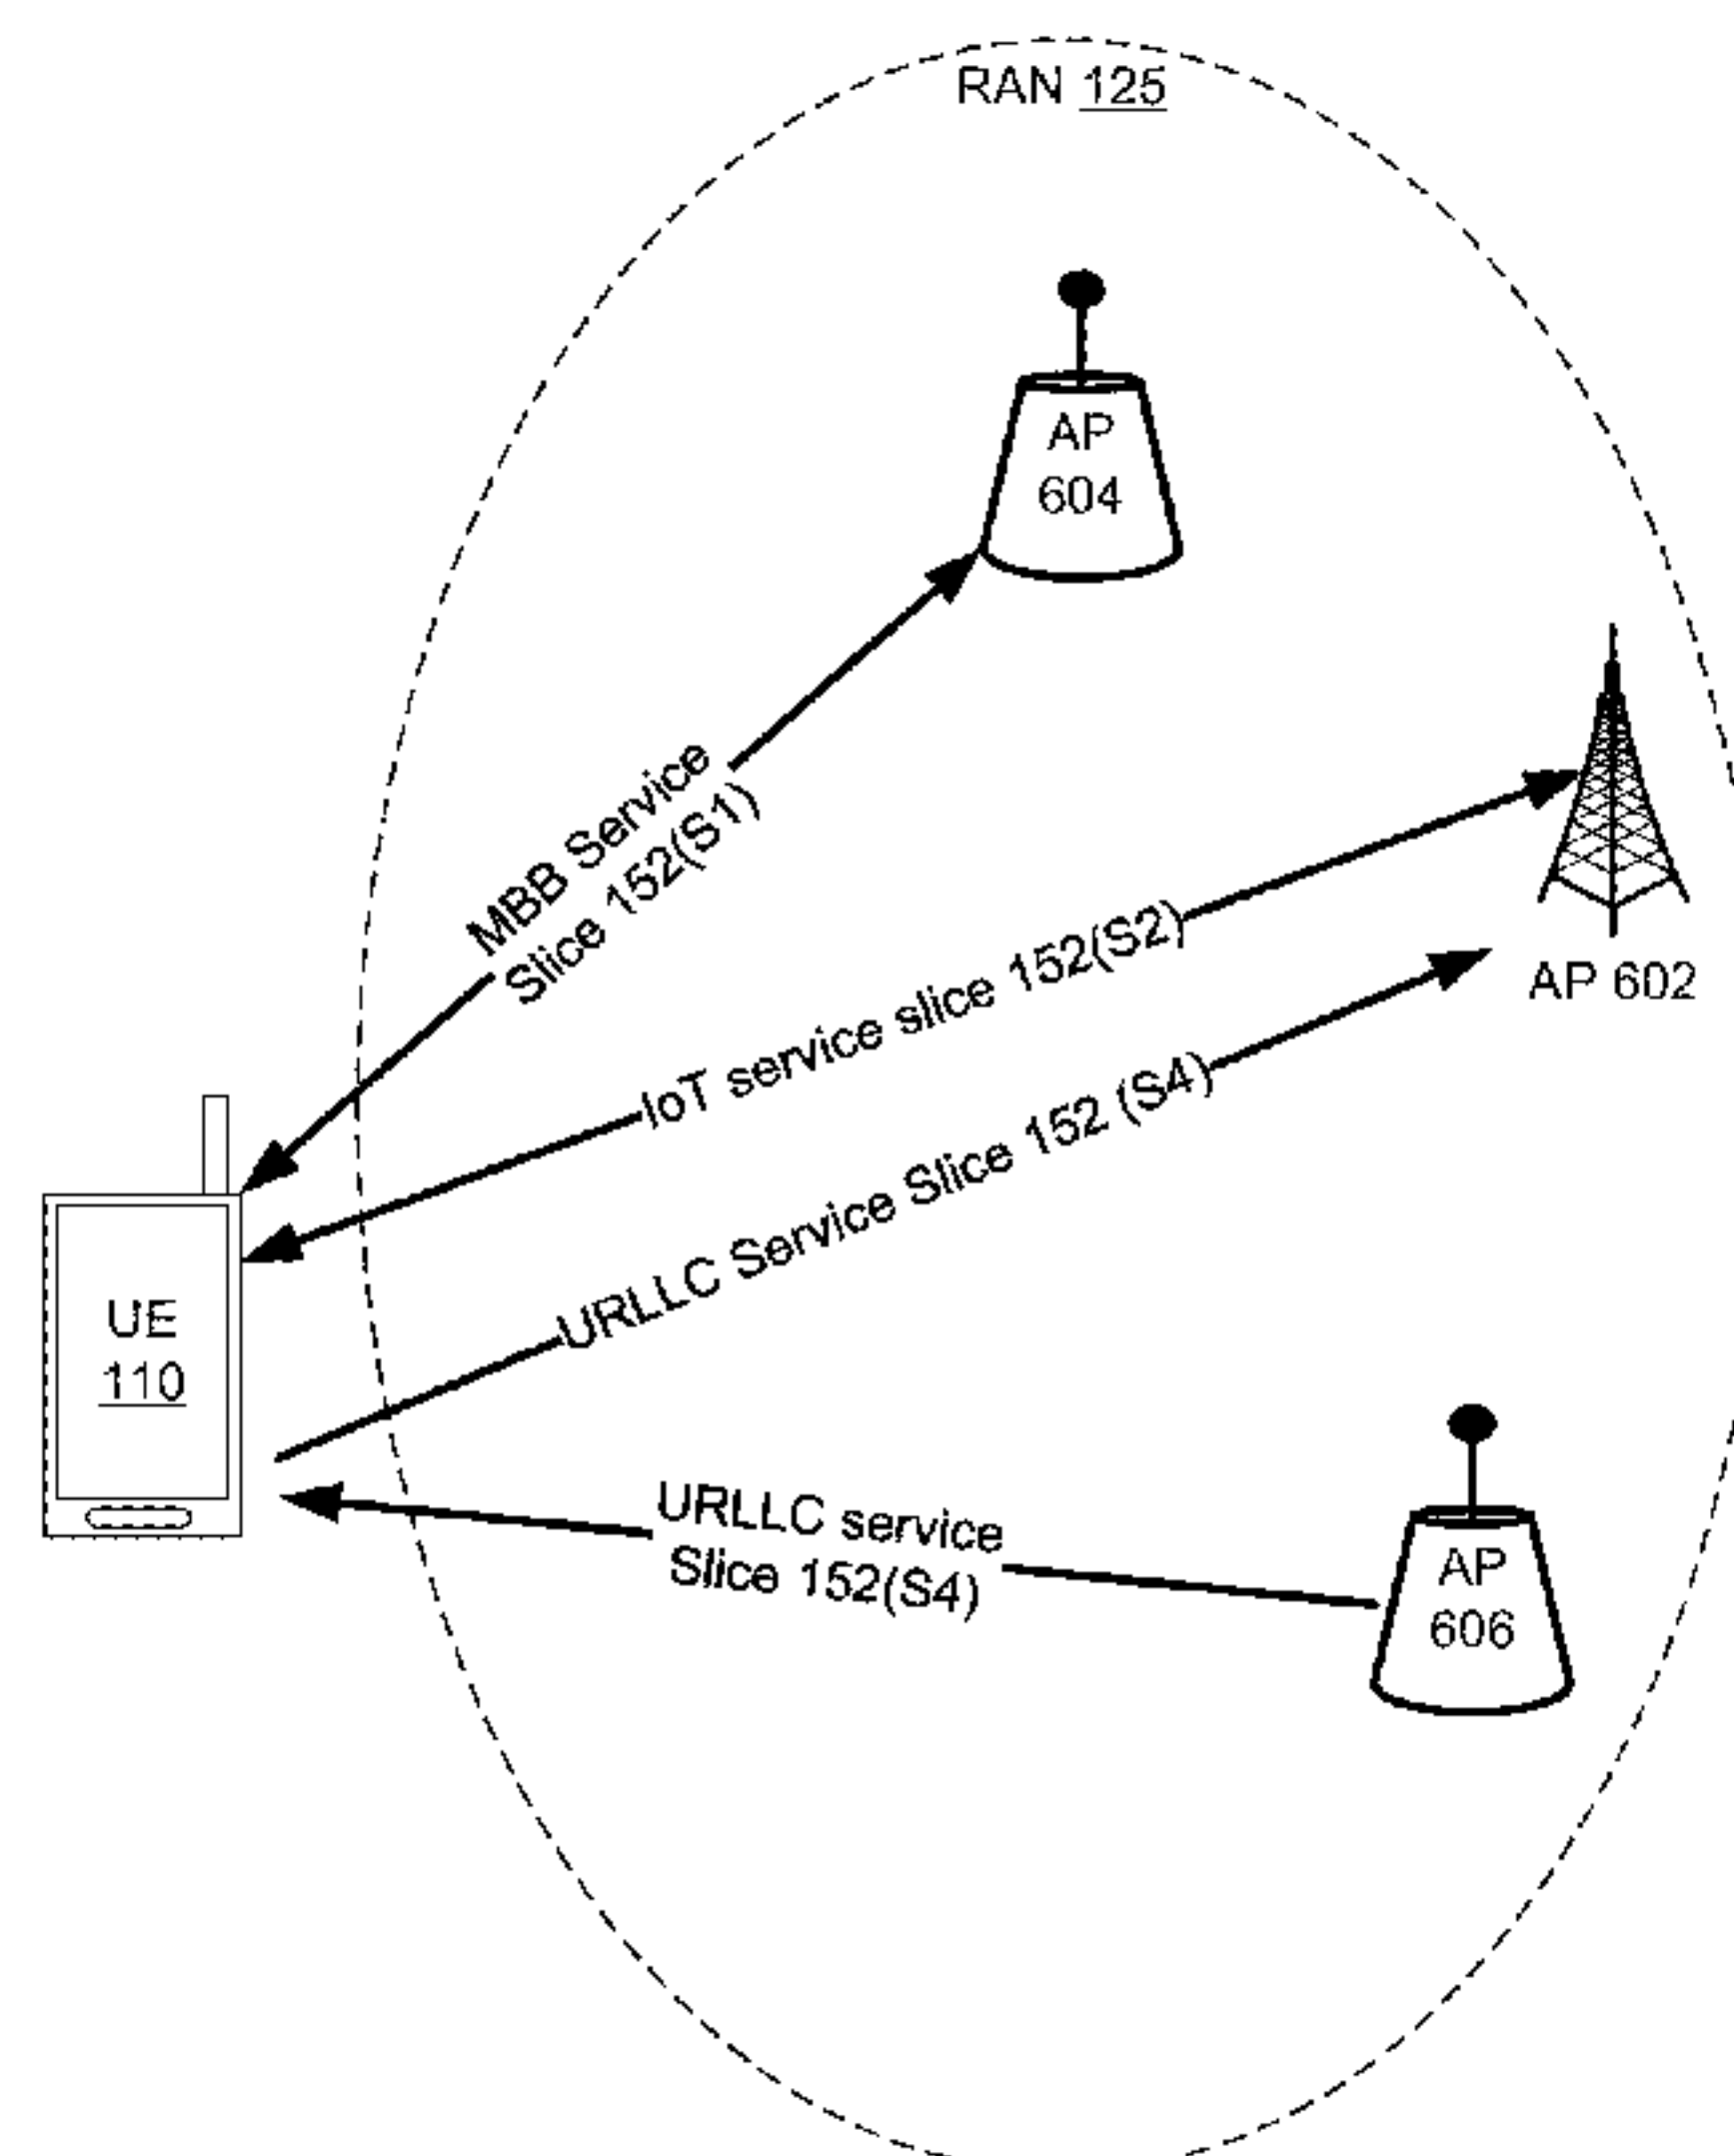 RAN 125
AP
604
MBB Service
Slice 152(S1)
IoT service slice 152(S2)
AP 602
URLLC Service Slice 152 (S4)
UE
110
URLLC service
Slice 152(S4)
AP
606